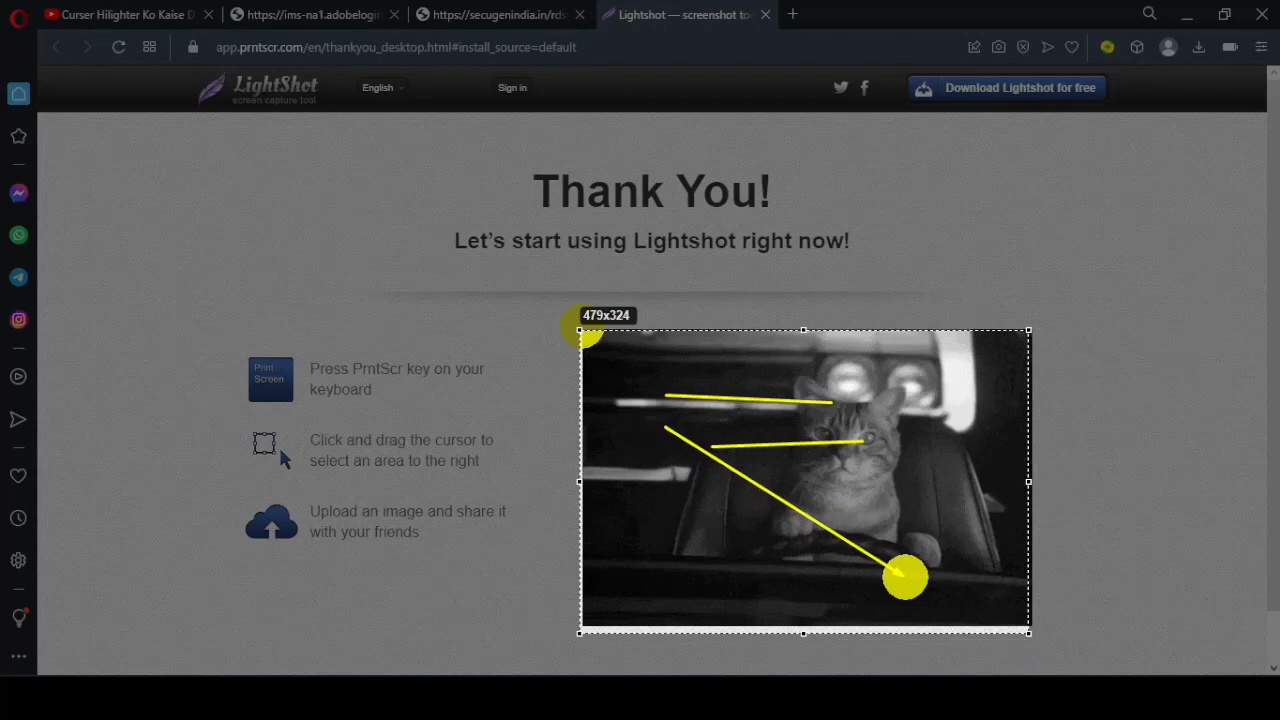 Curser Hilighter Ko Kaise D
https://ims-na1.adobelogin
https://secugenindia.in/rds
Lightshot — screenshot too
app.prntscr.com/en/thankyou_desktop.html#install_source=default
LightShot
screen capture tool
English
Sign in
Download Lightshot for free
Thank You!
Let's start using Lightshot right now!
479x324
Print
Screen
Press PrntScr key on your
keyboard
Click and drag the cursor to
select an area to the right
Upload an image and share it
with your friends